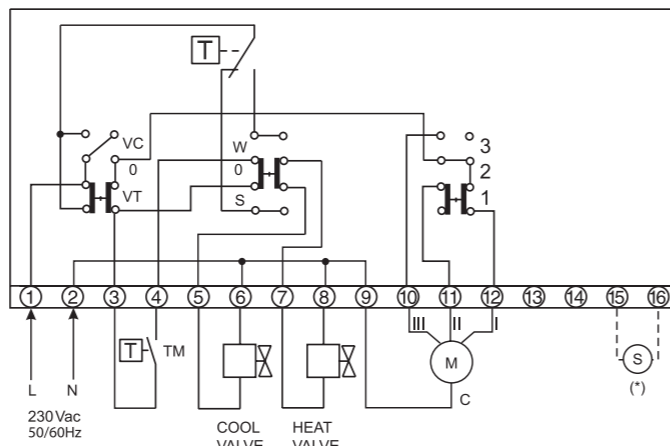 T
VC
0
VT
W
0
S
3
2
1
1 2 3 4 5 6 7 8 9 10 11 12 13 14 15 16
T TM
III II I
M
S
L N
C
(*)
230 Vac
50/60Hz
COOL HEAT
VALVE VALVE